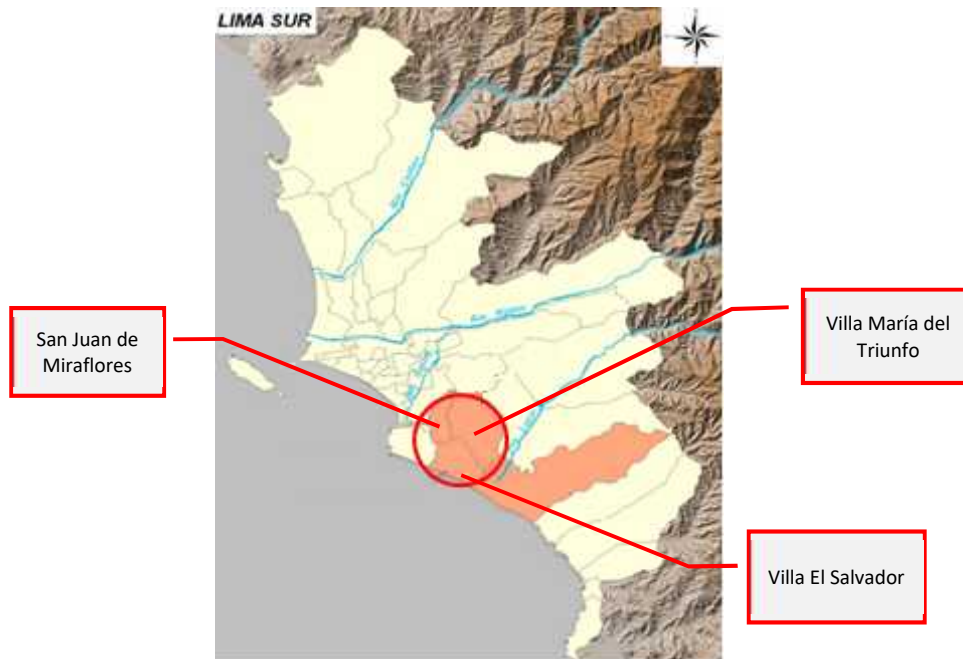 LIMA SUR
San Juan de
Miraflores
Villa María del
Triunfo
Villa El Salvador